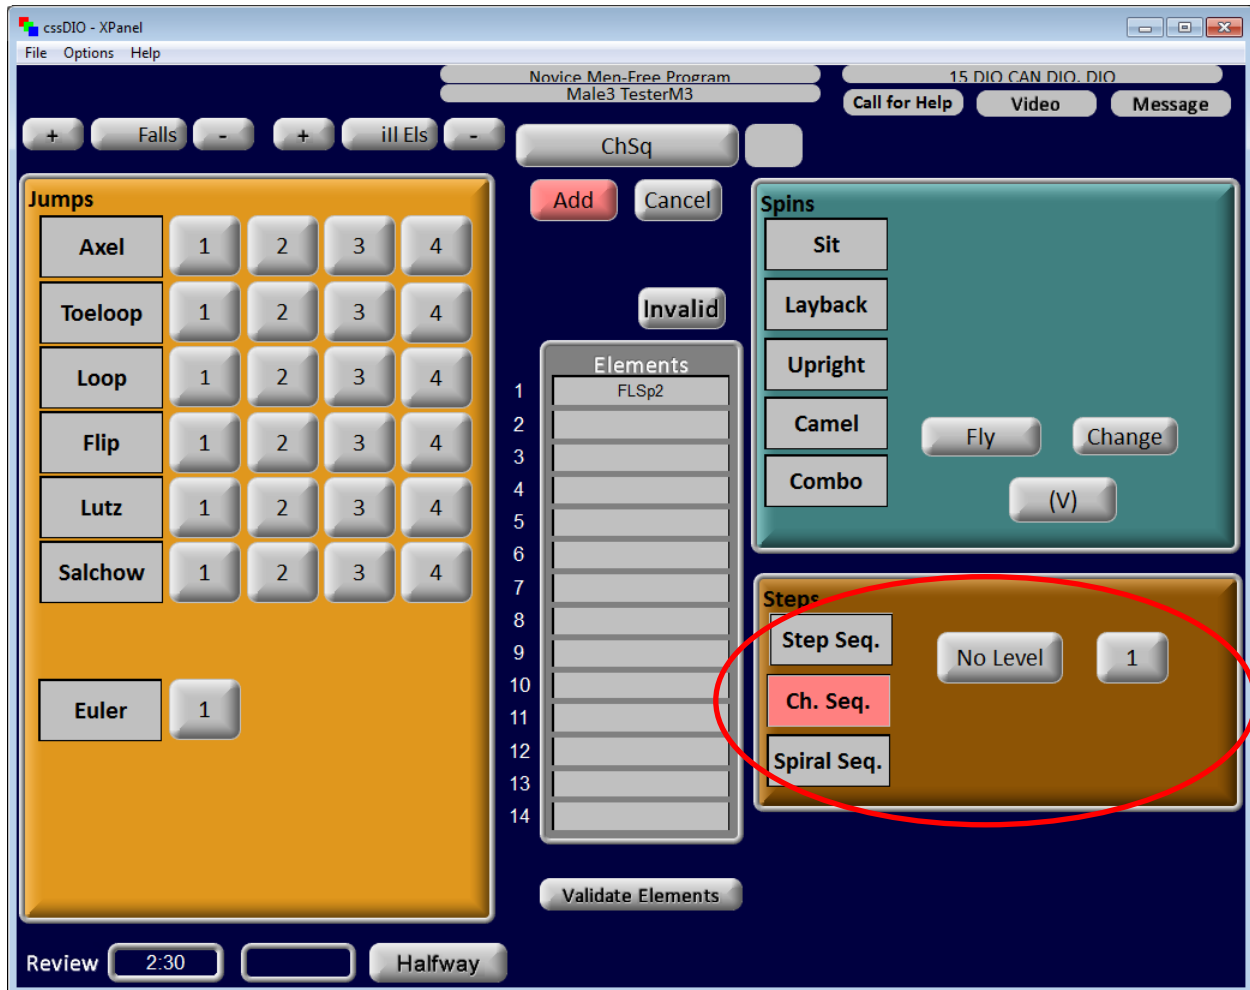 cssDIO - XPanel
File Options Help
Novice Men-Free Program
Male3 TesterM3
15 DIO CAN DIO. DIO
Call for Help Video Message
+ Falls - + ill Els -
ChSq
Add Cancel
Invalid
Jumps
Axel 1 2 3 4
Toeloop 1 2 3 4
Loop 1 2 3 4
Flip 1 2 3 4
Lutz 1 2 3 4
Salchow 1 2 3 4
Euler 1
Elements
1 FLSp2
2
3
4
5
6
7
8
9
10
11
12
13
14
Validate Elements
Spins
Sit
Layback
Upright
Camel
Combo
Fly Change
(V)
Steps
Step Seq.
Ch. Seq.
Spiral Seq.
No Level 1
Review 2:30 Halfway